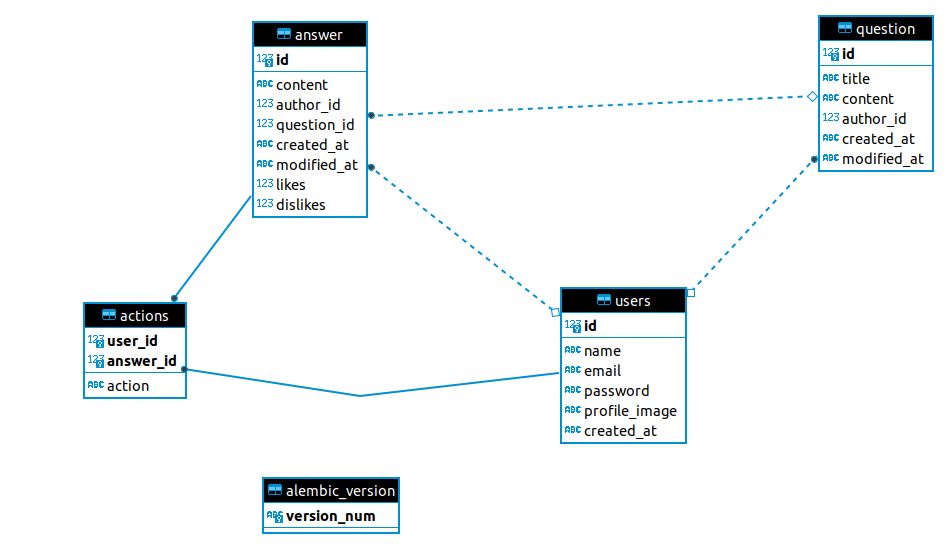 answer
123 id
ABC content
123 author_id
123 question_id
ABC created_at
ABC modified_at
123 likes
123 dislikes
question
123 id
ABC title
ABC content
123 author_id
ABC created_at
ABC modified_at
actions
123 user_id
123 answer_id
ABC action
users
123 id
ABC name
ABC email
ABC password
ABC profile_image
ABC created_at
alembic_version
ABC version_num